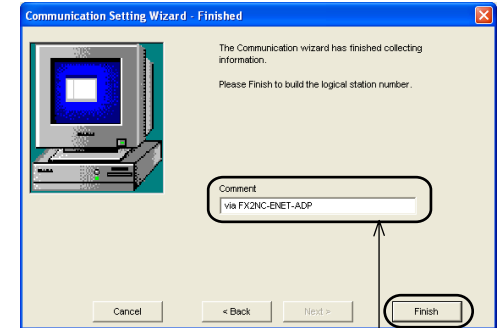 Communication Setting Wizard - Finished
The Communication wizard has finished collecting
information.
Please Finish to build the logical station number.
Comment
via FX2NC-ENET-ADP
Cancel
< Back
Next >
Finish